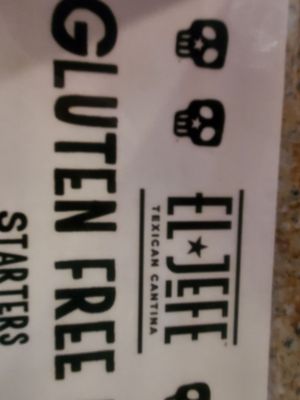 EL★JEFE
TEXICAN CANTINA
GLUTEN FREE
STARTERS